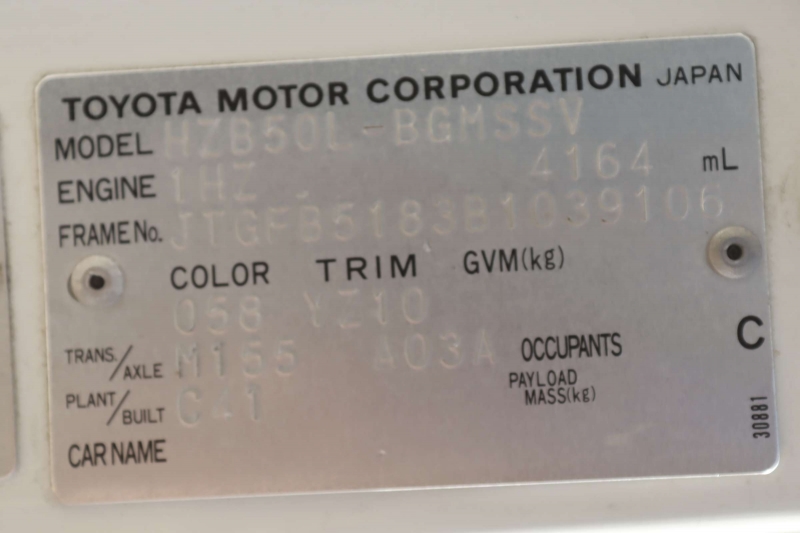 TOYOTA MOTOR CORPORATION JAPAN
MODEL HZB50L-BGMSSV
ENGINE 1HZ 4164 mL
FRAME No. JTGFB5183B1039106
COLOR TRIM GVM(kg)
058 YZ10
TRANS./AXLE M155 A03A OCCUPANTS
C
PLANT/BUILT C41 PAYLOAD MASS(kg)
CAR NAME
30881